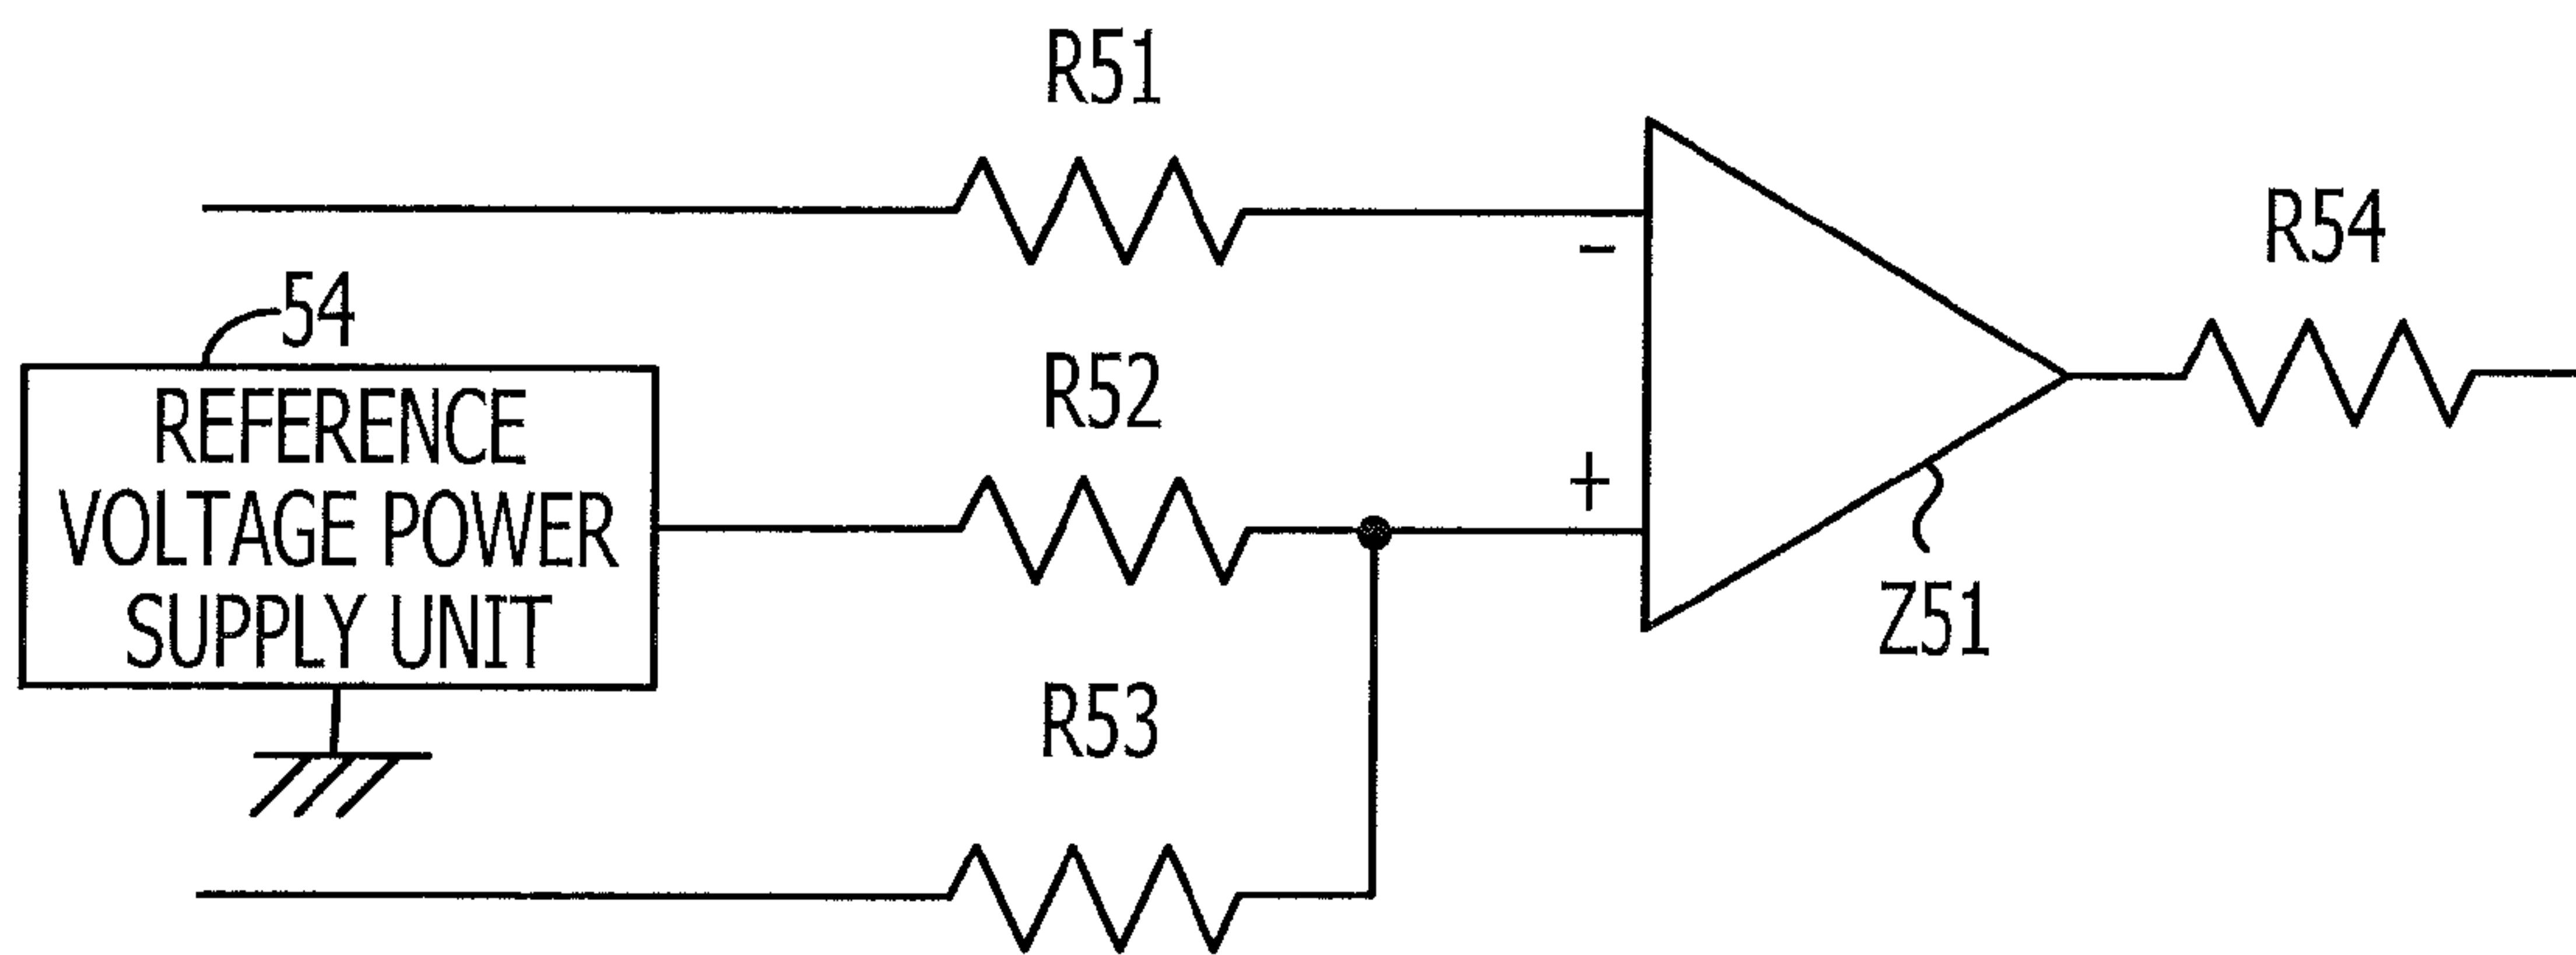 R51
-
R54
54
R52
REFERENCE
VOLTAGE POWER
SUPPLY UNIT
+
Z51
R53